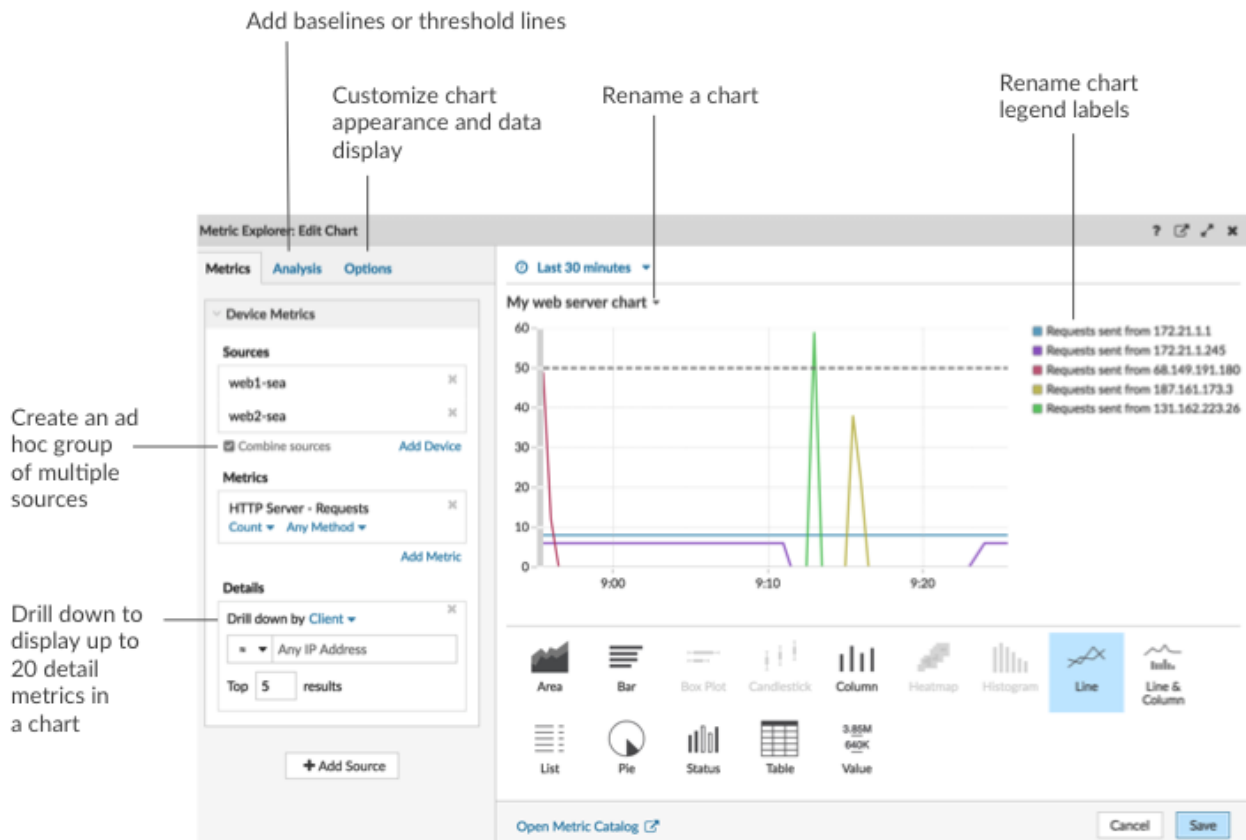 Add baselines or threshold lines
Customize chart
appearance and data
display
Rename a chart
Rename chart
legend labels
Metric Explorer: Edit Chart
?
Metrics
Analysis
Options
Last 30 minutes
Device Metrics
Sources
web1-sea
web2-sea
Combine sources
Add Device
Metrics
HTTP Server - Requests
Count
Any Method
Add Metric
Details
Drill down by Client
=
Any IP Address
Top 5 results
+ Add Source
Create an ad
hoc group
of multiple
sources
Drill down to
display up to
20 detail
metrics in
a chart
My web server chart
60
50
40
30
20
10
0
9:00
9:10
9:20
Requests sent from 172.21.1.1
Requests sent from 172.21.1.245
Requests sent from 68.149.191.180
Requests sent from 187.161.173.3
Requests sent from 131.162.223.26
Area
Bar
Box Plot
Candlestick
Column
Heatmap
Histogram
Line
Line &
Column
List
Pie
Status
Table
3.85M
640K
Value
Open Metric Catalog
Cancel
Save